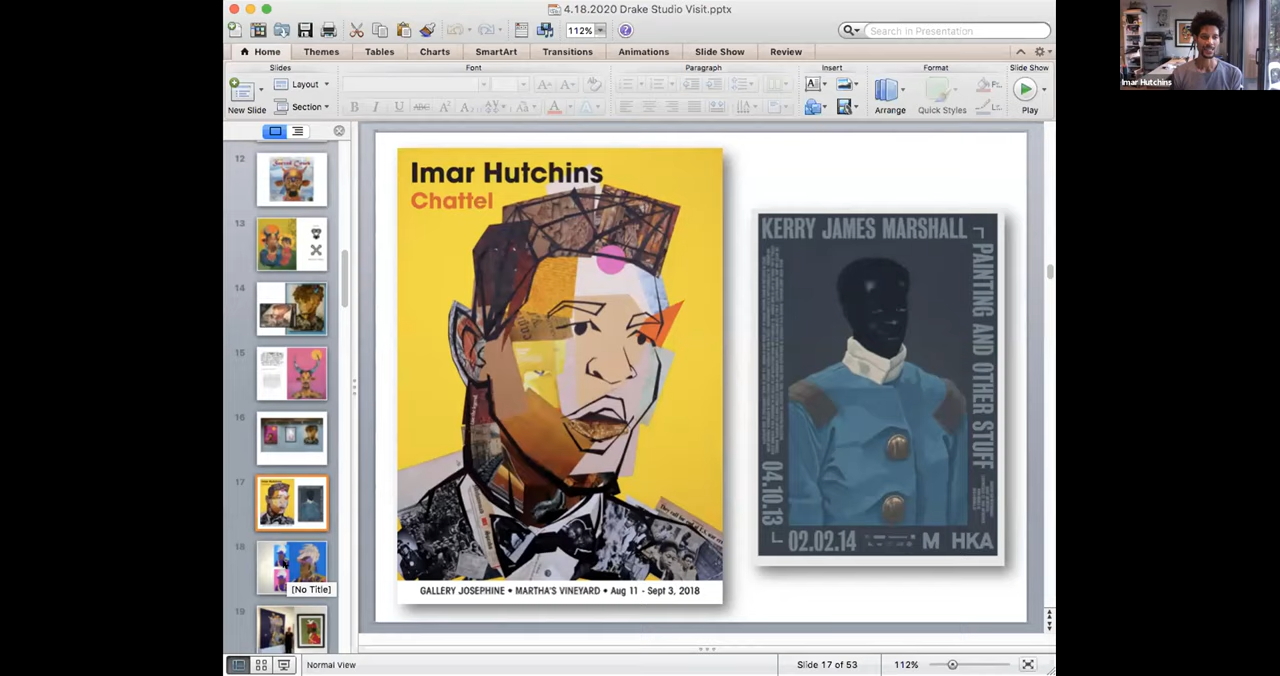 4.18.2020 Drake Studio Visit.pptx
112%
Search in Presentation
Home
Themes
Tables
Charts
SmartArt
Transitions
Animations
Slide Show
Review
Slides
Font
Paragraph
Insert
Format
Slide Show
New Slide
Layout
Section
Arrange
Quick Styles
Play
12
13
14
15
16
17
18
[No Title]
19
Imar Hutchins
Chattel
GALLERY JOSEPHINE • MARTHA'S VINEYARD • Aug 11 - Sept 3, 2018
KERRY JAMES MARSHALL
PAINTING AND OTHER STUFF
04.10.13
02.02.14
M HKA
Normal View
Slide 17 of 53
112%
Imar Hutchins